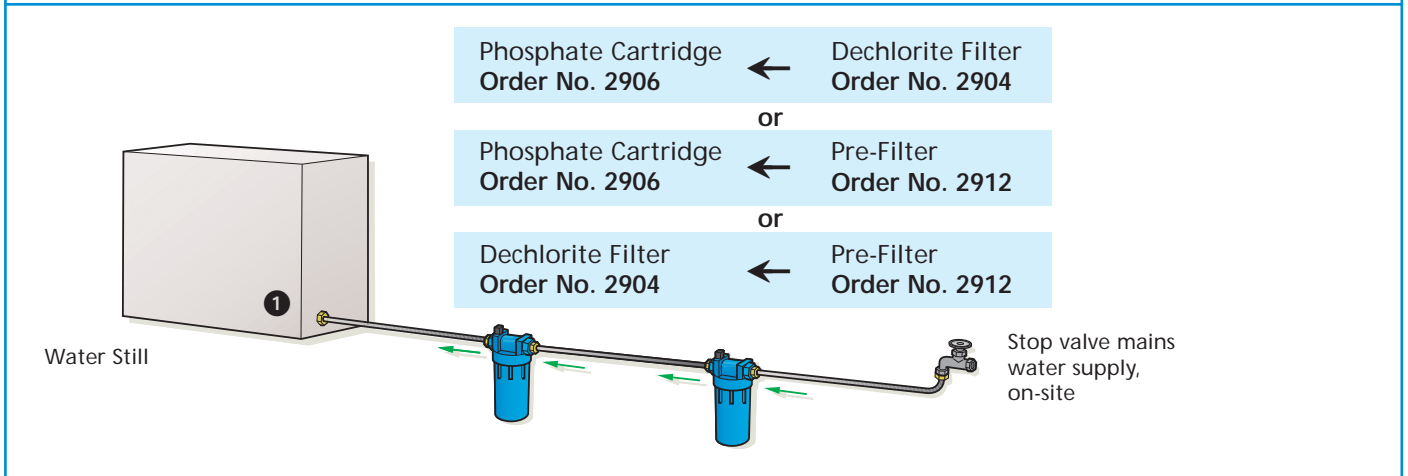 Phosphate Cartridge
Order No. 2906
Dechlorite Filter
Order No. 2904
or
Phosphate Cartridge
Order No. 2906
Pre-Filter
Order No. 2912
or
Dechlorite Filter
Order No. 2904
Pre-Filter
Order No. 2912
1
Water Still
Stop valve mains
water supply,
on-site